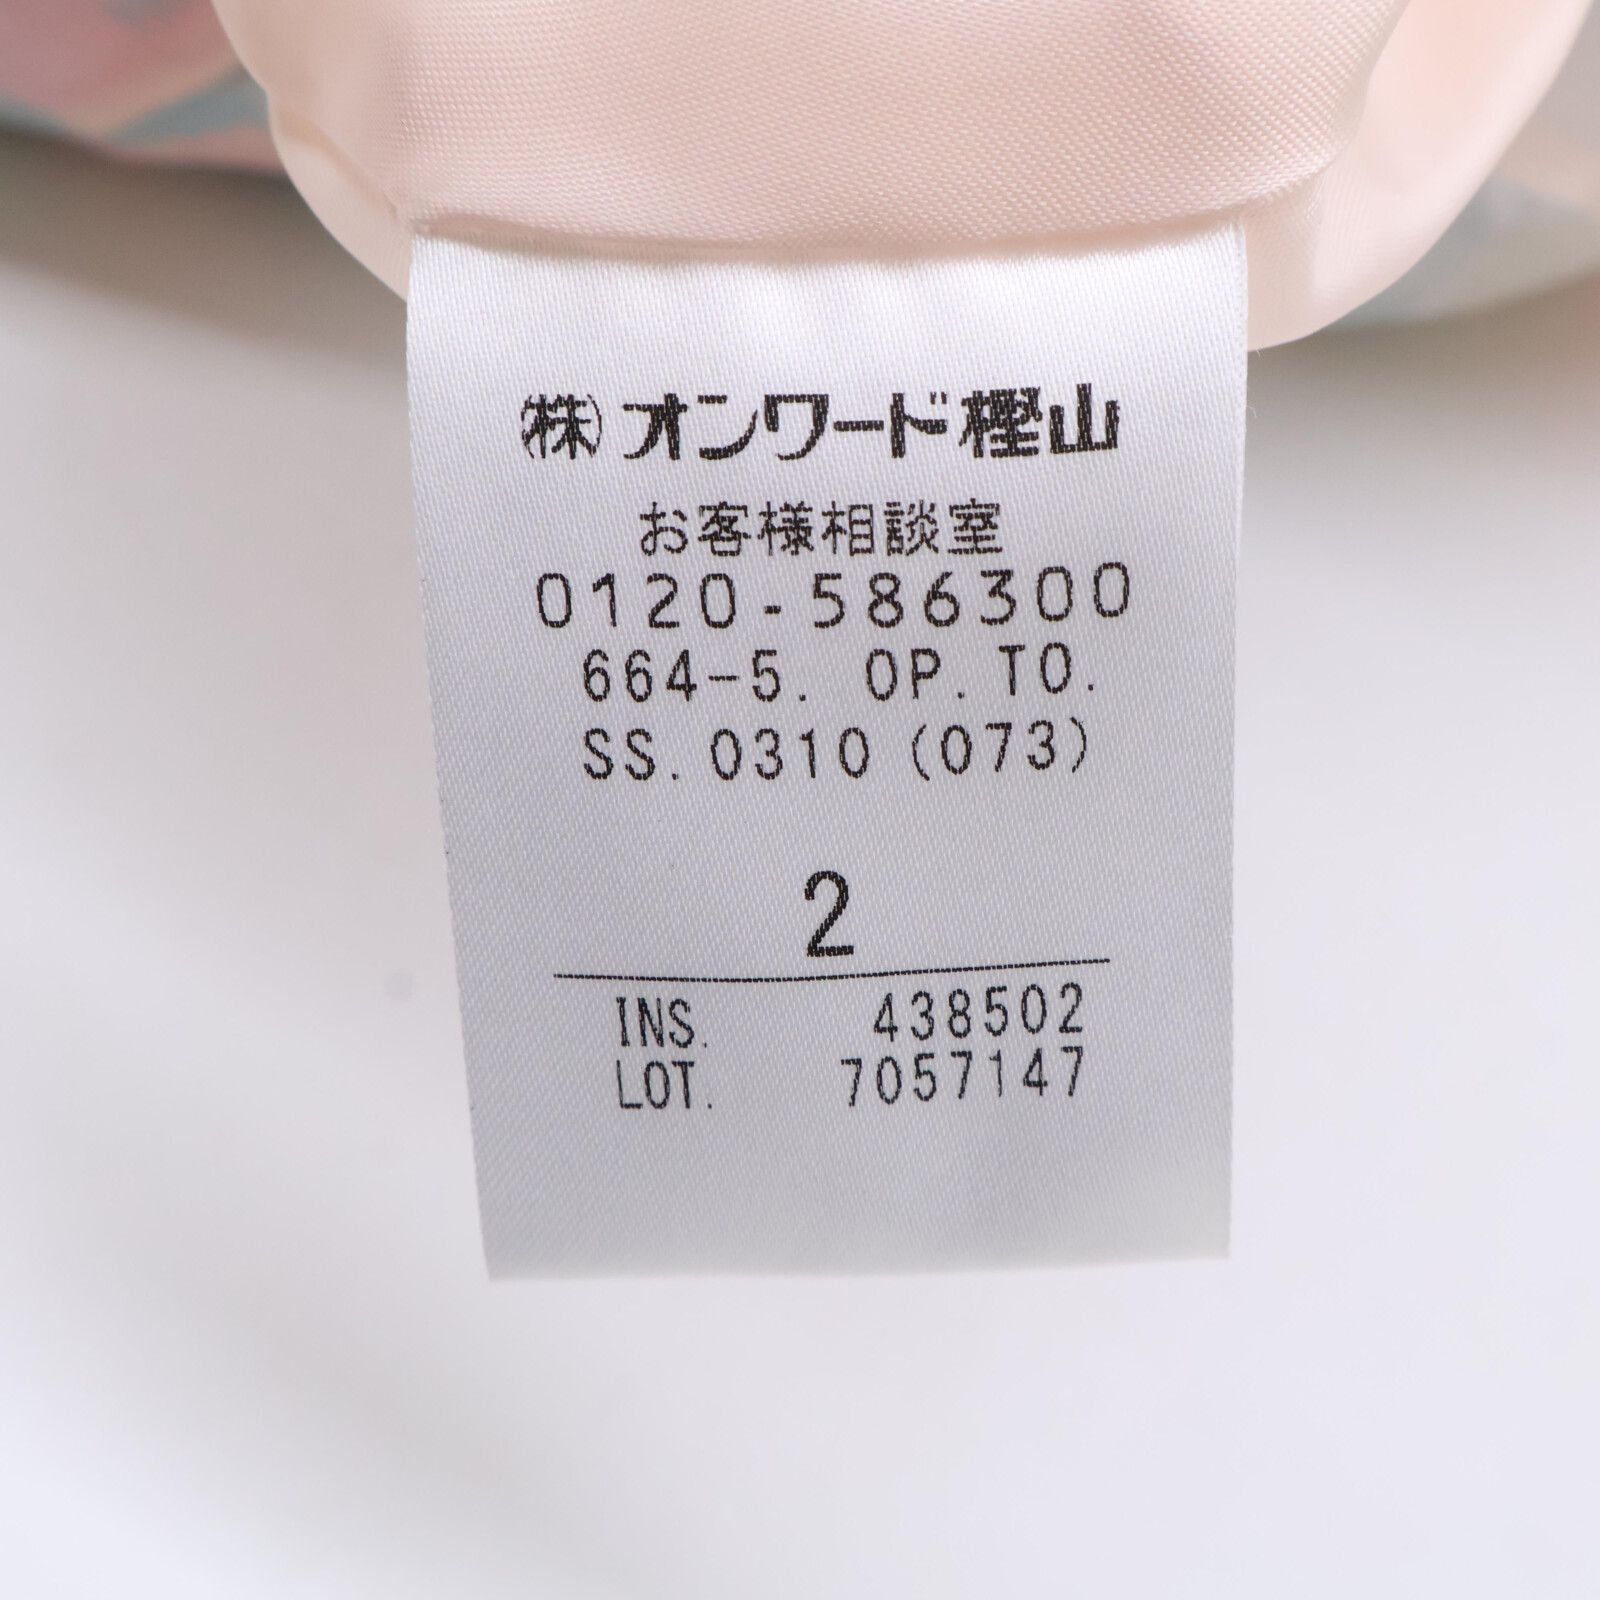 ㈱オンワード樫山
お客様相談室
0120-586300
664-5. OP. TO.
SS. 0310 (073)
2
INS. 438502
LOT. 7057147